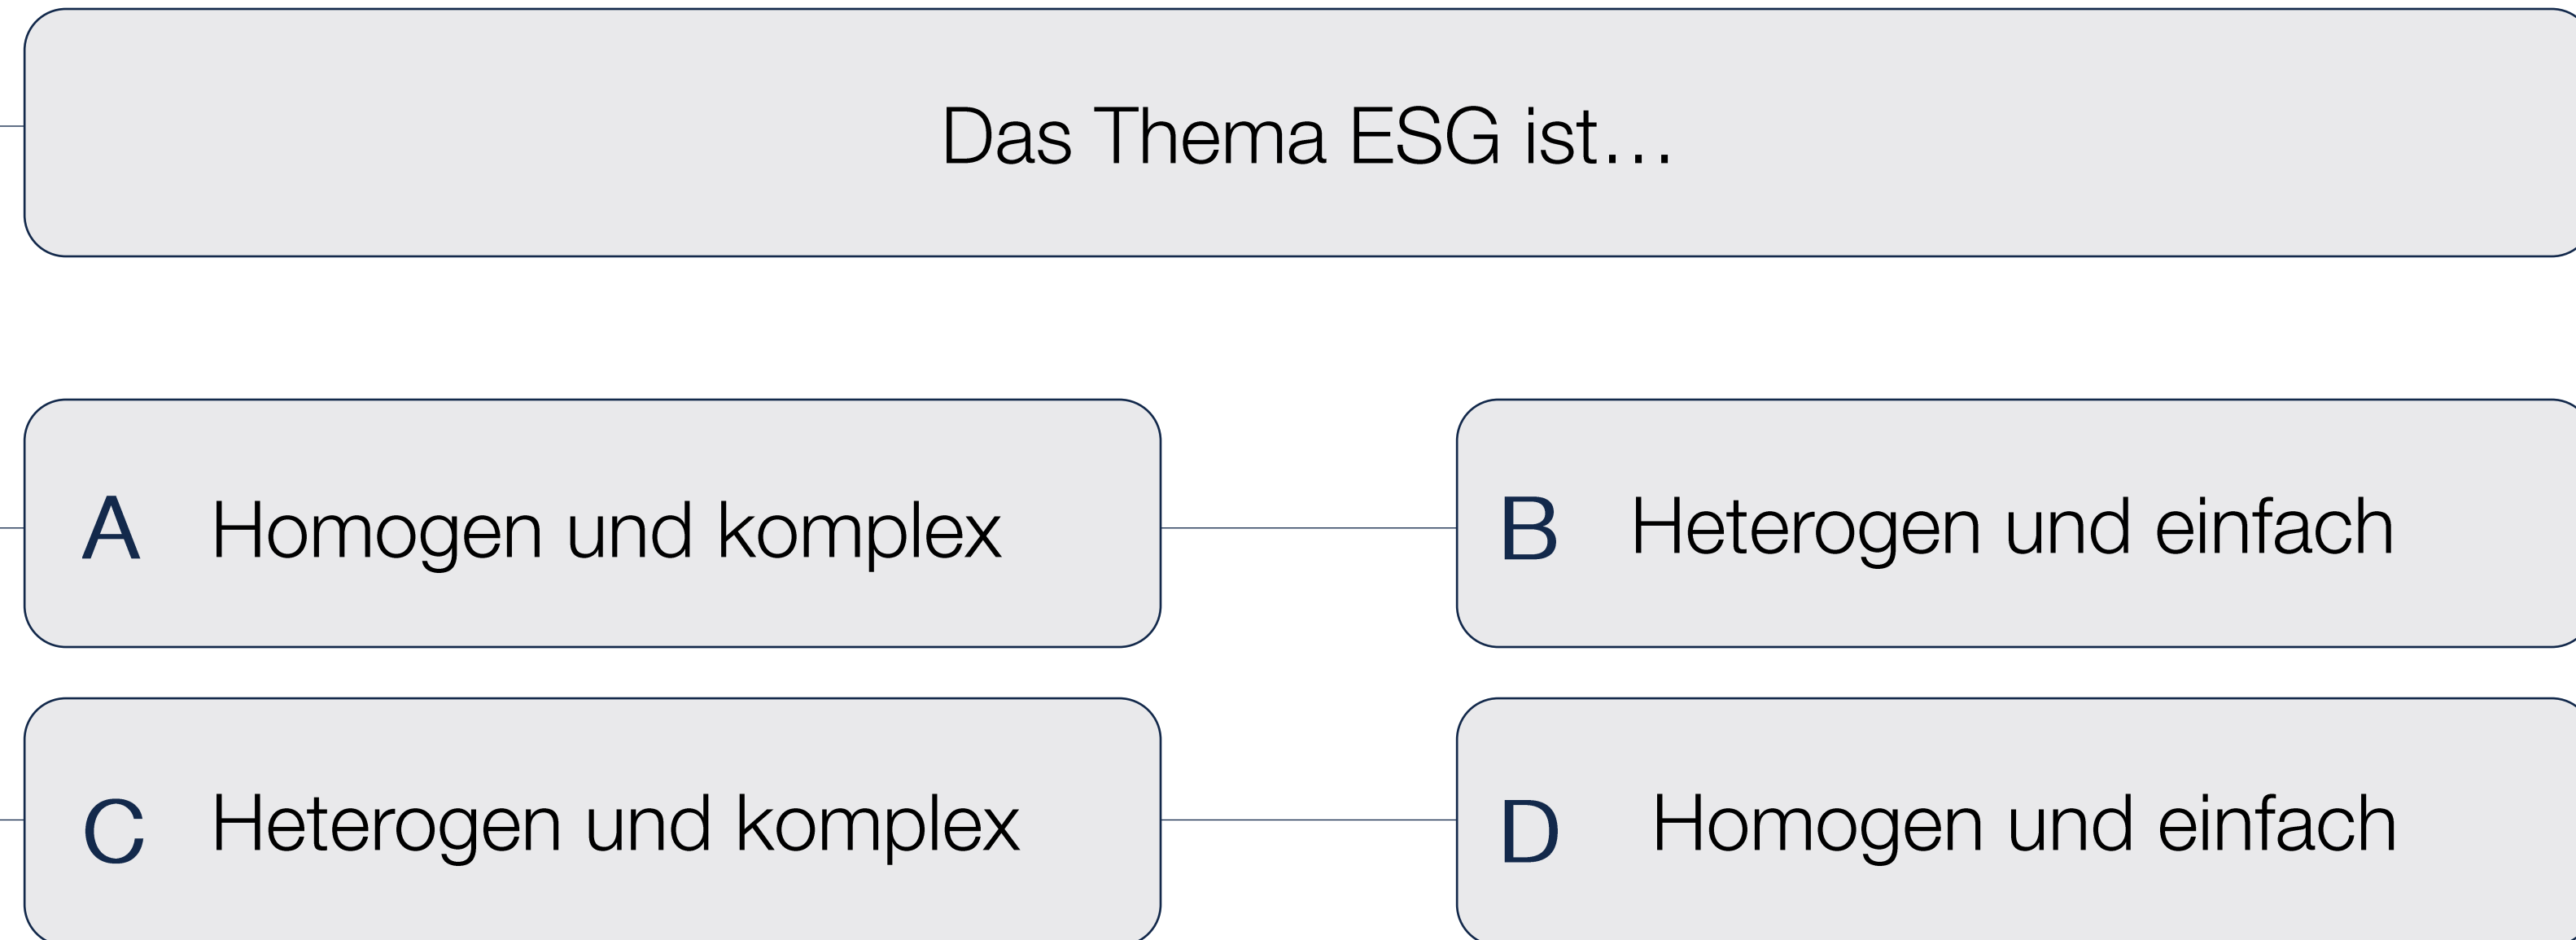 Das Thema ESG ist…
A Homogen und komplex
B Heterogen und einfach
C Heterogen und komplex
D Homogen und einfach